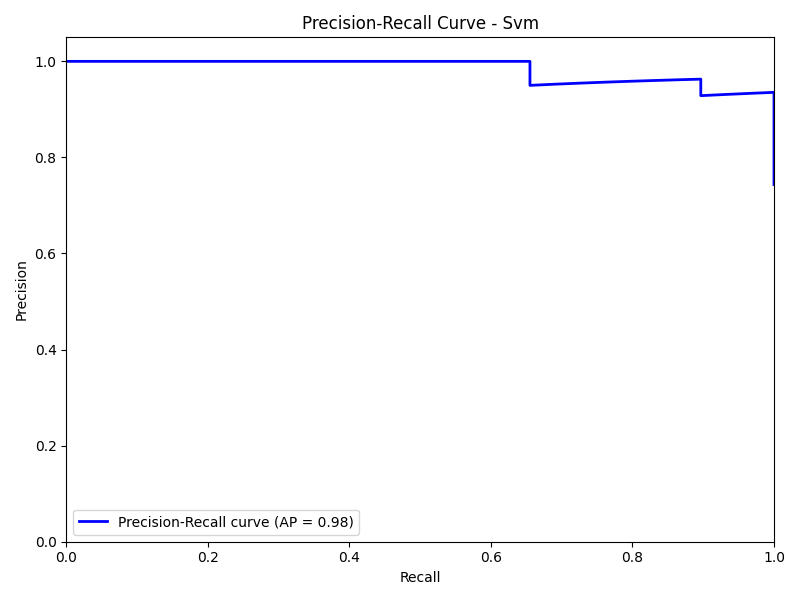 Precision-Recall Curve - Svm
Precision
1.0
0.8
0.6
0.4
0.2
0.0
Precision-Recall curve (AP = 0.98)
0.0 0.2 0.4 0.6 0.8 1.0
Recall